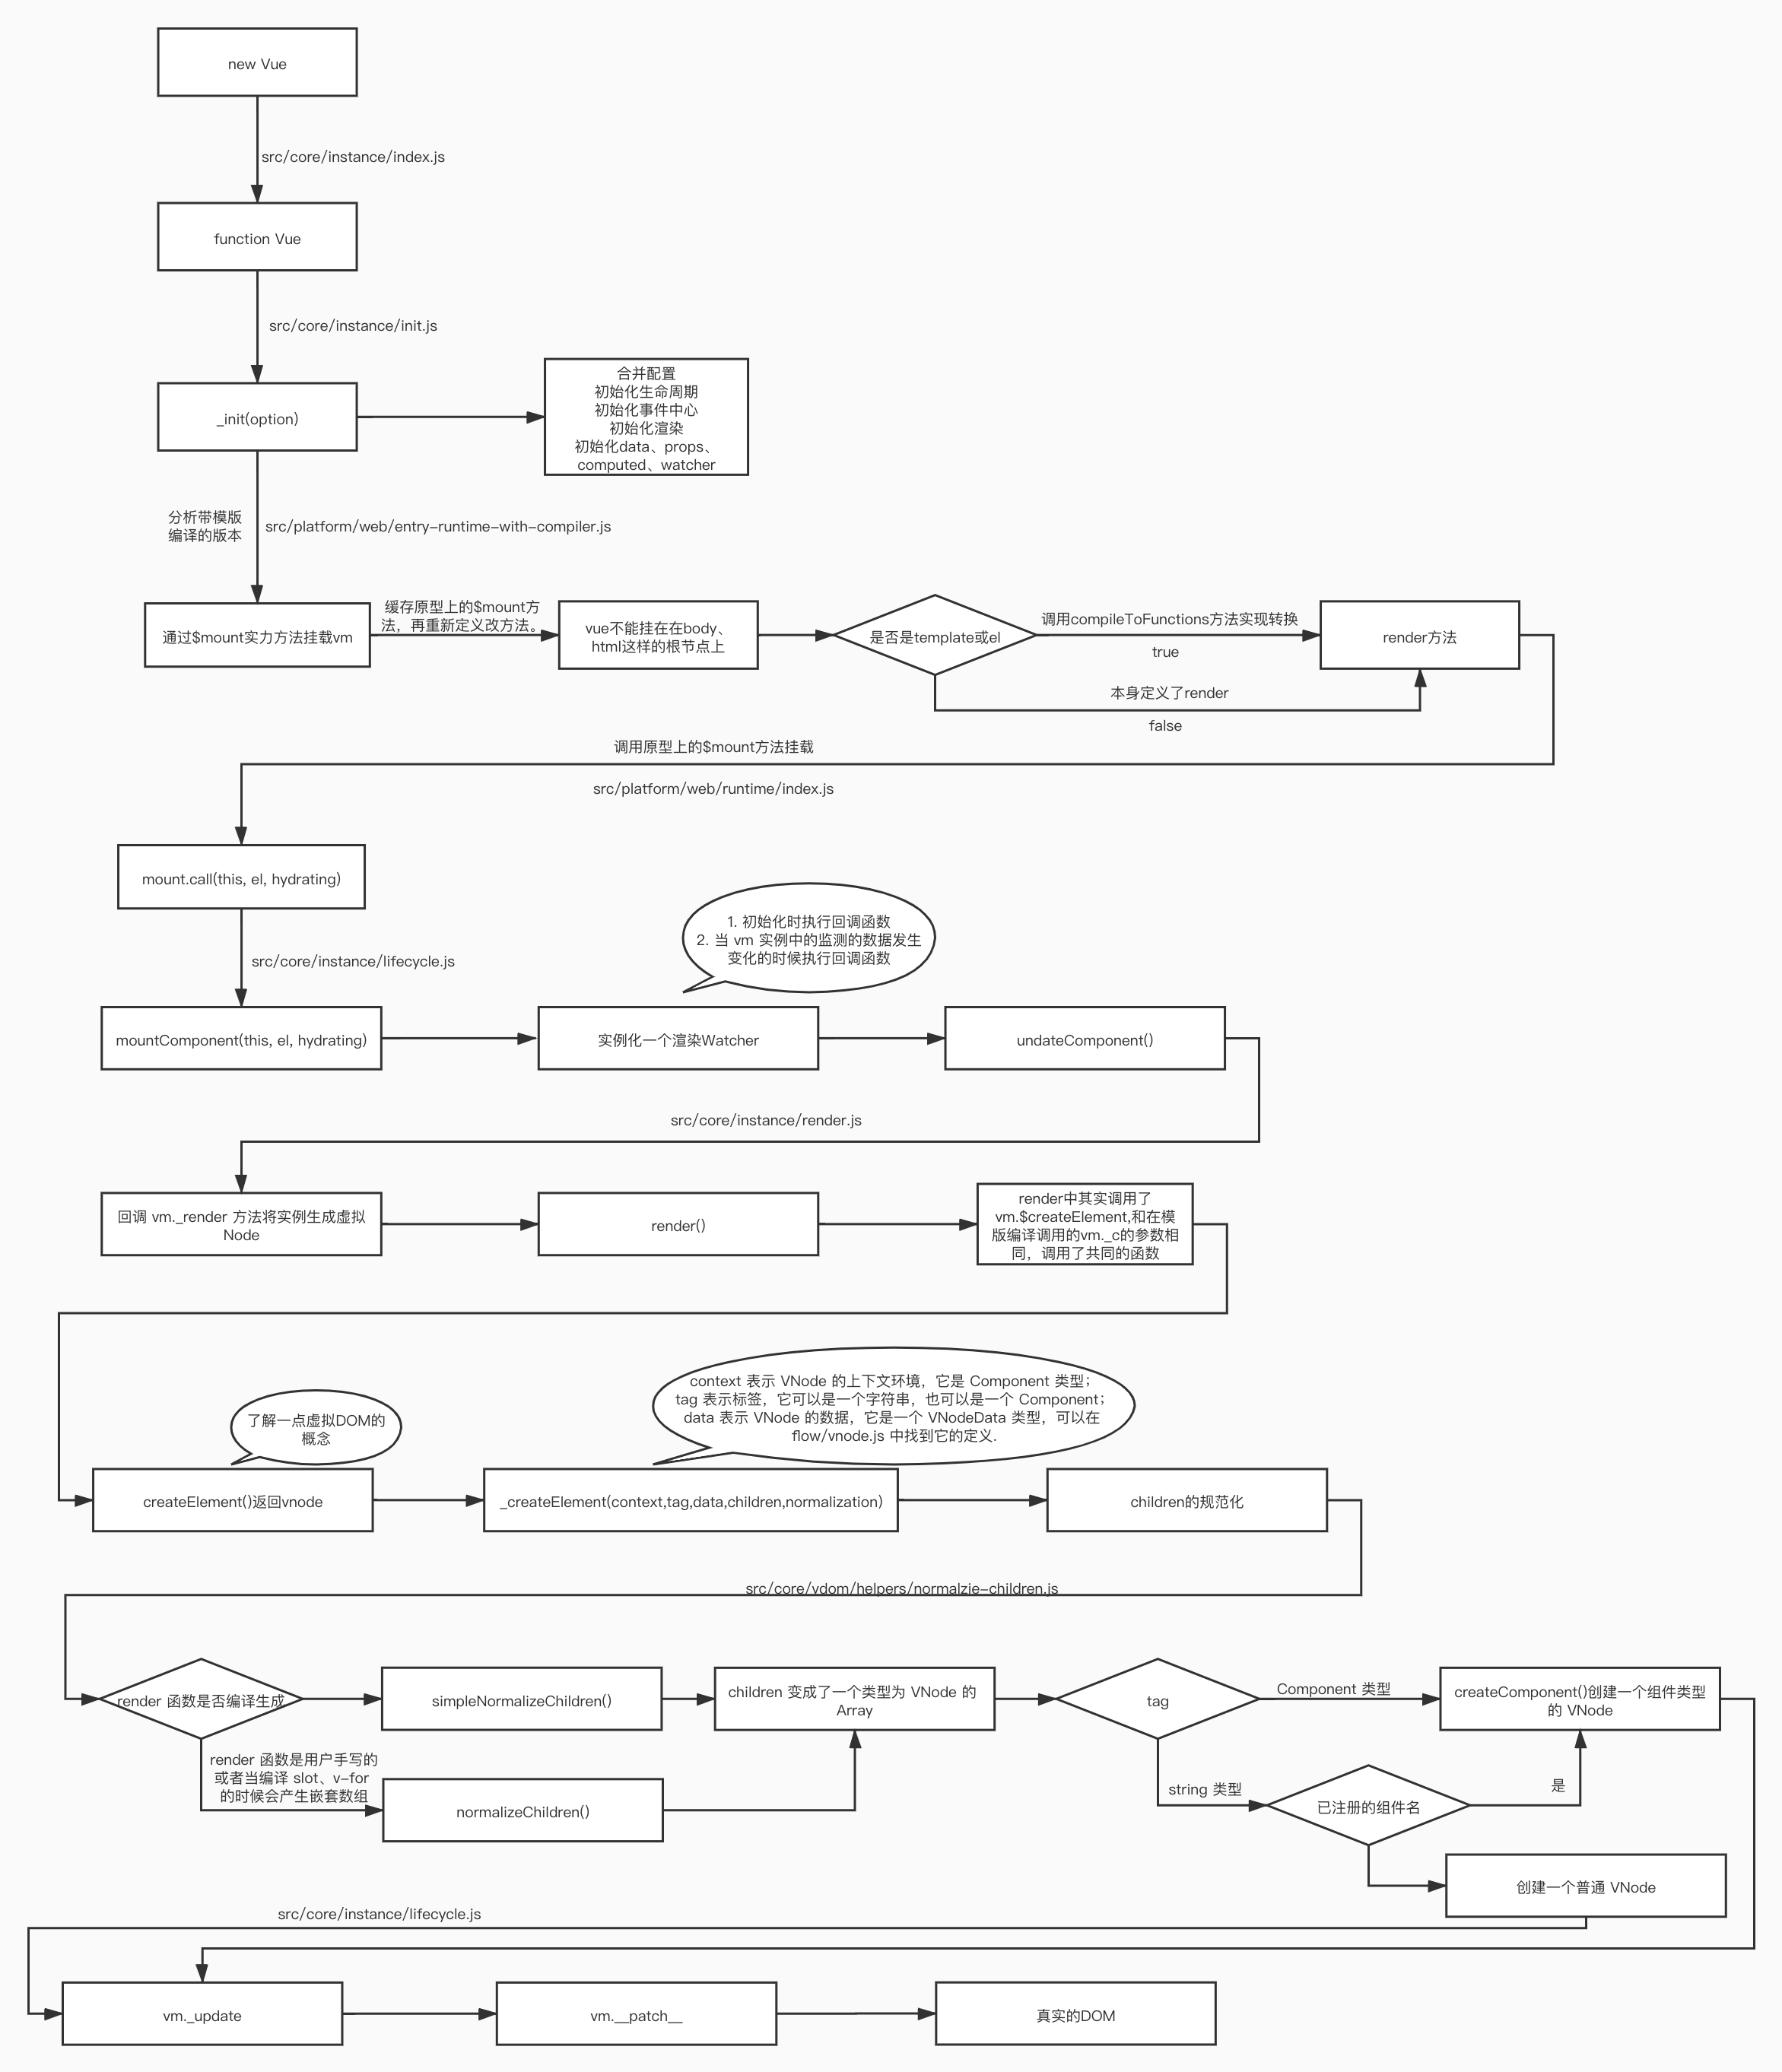 new Vue
src/core/instance/index.js
function Vue
src/core/instance/init.js
_init(option)
合并配置
初始化生命周期
初始化事件中心
初始化渲染
初始化data、props、
computed、watcher
分析带模版
编译的版本
src/platform/web/entry-runtime-with-compiler.js
通过$mount实力方法挂载vm
缓存原型上的$mount方
法，再重新定义改方法。
vue不能挂在在body、
html这样的根节点上
是否是template或el
调用compileToFunctions方法实现转换
true
render方法
本身定义了render
false
调用原型上的$mount方法挂载
src/platform/web/runtime/index.js
mount.call(this, el, hydrating)
src/core/instance/lifecycle.js
1. 初始化时执行回调函数
2. 当 vm 实例中的监测的数据发生
变化的时候执行回调函数
mountComponent(this, el, hydrating)
实例化一个渲染Watcher
undateComponent()
src/core/instance/render.js
回调 vm._render 方法将实例生成虚拟
Node
render()
render中其实调用了
vm.$createElement,和在模
版编译调用的vm._c的参数相
同，调用了共同的函数
了解一点虚拟DOM的
概念
context 表示 VNode 的上下文环境，它是 Component 类型；
tag 表示标签，它可以是一个字符串，也可以是一个 Component；
data 表示 VNode 的数据，它是一个 VNodeData 类型，可以在
flow/vnode.js 中找到它的定义.
createElement()返回vnode
_createElement(context,tag,data,children,normalization)
children的规范化
src/core/vdom/helpers/normalzie-children.js
render 函数是否编译生成
simpleNormalizeChildren()
children 变成了一个类型为 VNode 的
Array
tag
Component 类型
createComponent()创建一个组件类型
的 VNode
render 函数是用户手写的
或者当编译 slot、v-for
的时候会产生嵌套数组
normalizeChildren()
string 类型
已注册的组件名
是
创建一个普通 VNode
src/core/instance/lifecycle.js
vm._update
vm.__patch__
真实的DOM